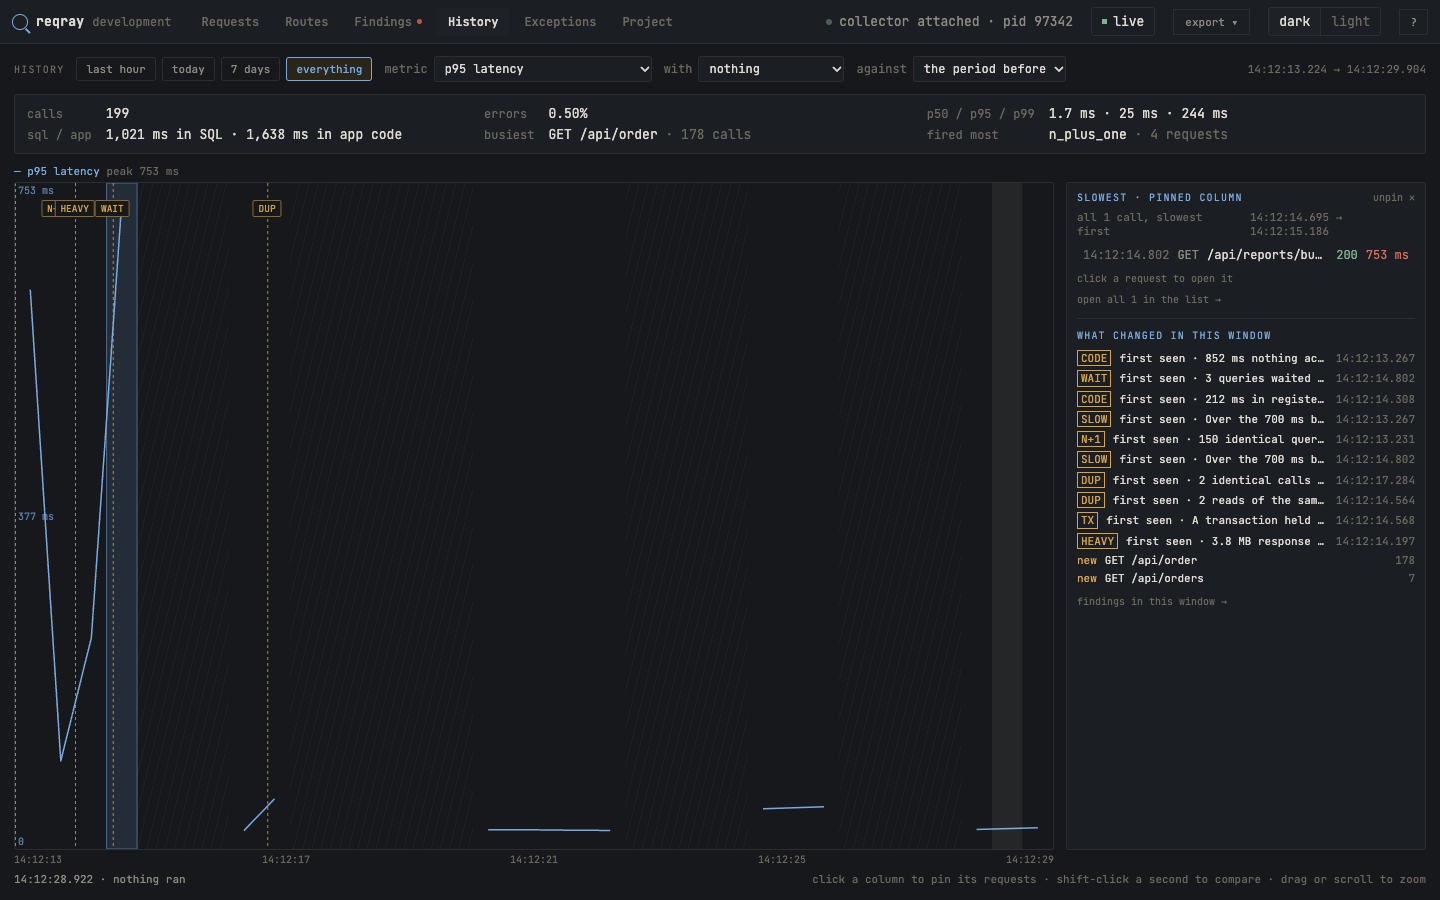 reqray development Requests Routes Findings History Exceptions Project collector attached · pid 97342 live export ▾ dark light ?
HISTORY last hour today 7 days everything metric p95 latency with nothing against the period before 14:12:13.224 → 14:12:29.904
calls 199 errors 0.50% p50 / p95 / p99 1.7 ms · 25 ms · 244 ms
sql / app 1,021 ms in SQL · 1,638 ms in app code busiest GET /api/order · 178 calls fired most n_plus_one · 4 requests
— p95 latency peak 753 ms
753 ms
N- HEAVY WAIT DUP
377 ms
0
14:12:13 14:12:17 14:12:21 14:12:25 14:12:29
14:12:28.922 · nothing ran
click a column to pin its requests · shift-click a second to compare · drag or scroll to zoom
SLOWEST · PINNED COLUMN unpin ×
all 1 call, slowest first 14:12:14.695 → 14:12:15.186
14:12:14.802 GET /api/reports/bu… 200 753 ms
click a request to open it
open all 1 in the list →
WHAT CHANGED IN THIS WINDOW
CODE first seen · 852 ms nothing ac… 14:12:13.267
WAIT first seen · 3 queries waited … 14:12:14.802
CODE first seen · 212 ms in registe… 14:12:14.308
SLOW first seen · Over the 700 ms b… 14:12:13.267
N+1 first seen · 150 identical quer… 14:12:13.231
SLOW first seen · Over the 700 ms b… 14:12:14.802
DUP first seen · 2 identical calls … 14:12:17.284
DUP first seen · 2 reads of the sam… 14:12:14.564
TX first seen · A transaction held … 14:12:14.568
HEAVY first seen · 3.8 MB response … 14:12:14.197
new GET /api/order 178
new GET /api/orders 7
findings in this window →